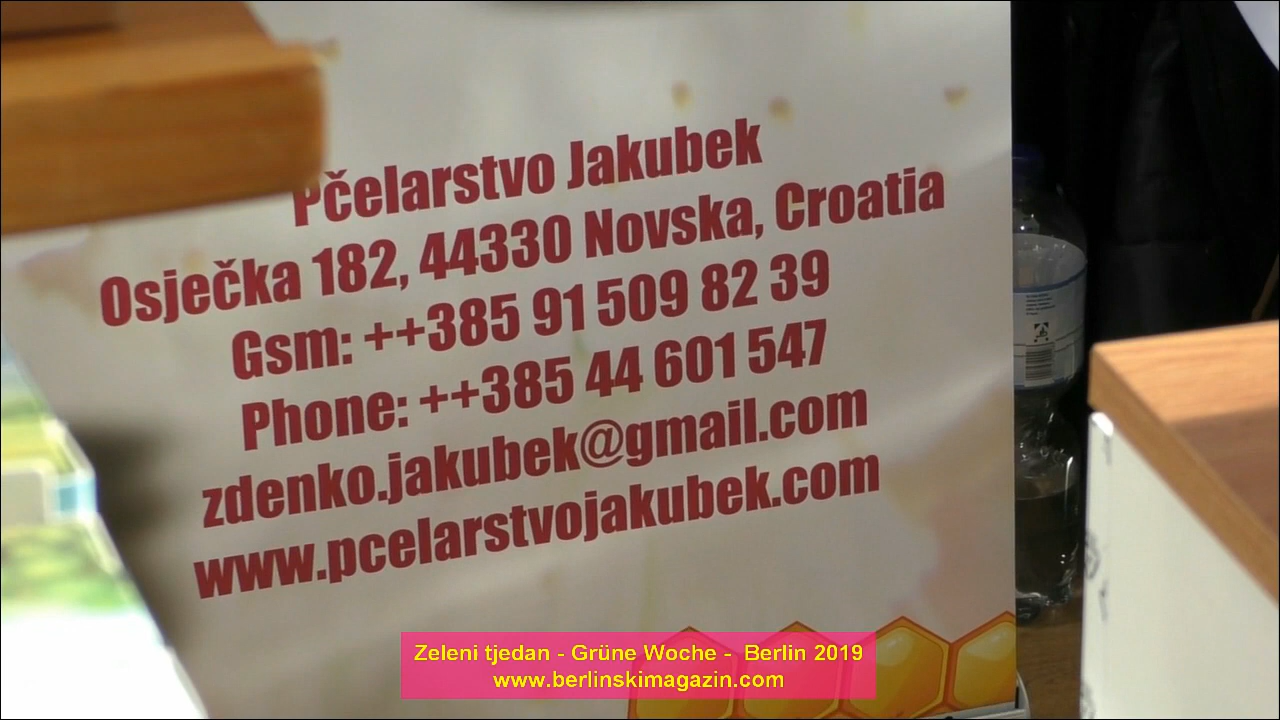 Pčelarstvo Jakubek
Osječka 182, 44330 Novska, Croatia
Gsm: ++385 91 509 82 39
Phone: ++385 44 601 547
zdenko.jakubek@gmail.com
www.pcelarstvojakubek.com
Zeleni tjedan - Grüne Woche - Berlin 2019
www.berlinskimagazin.com